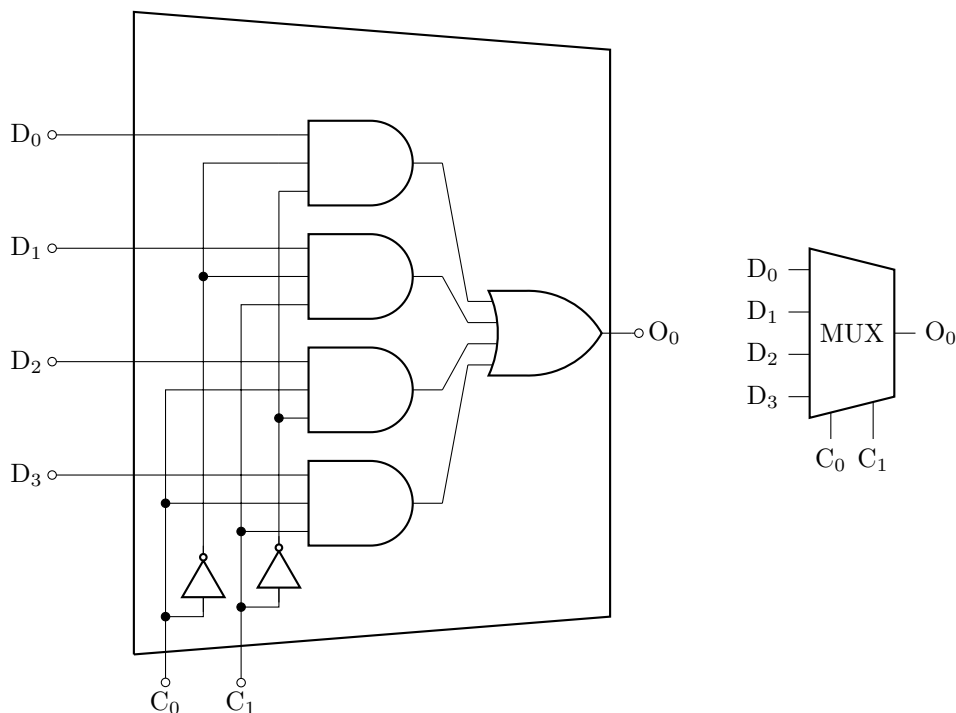 D₀
D₁
D₂
D₃
C₀ C₁
O₀
D₀
D₁
D₂
D₃
MUX
O₀
C₀ C₁